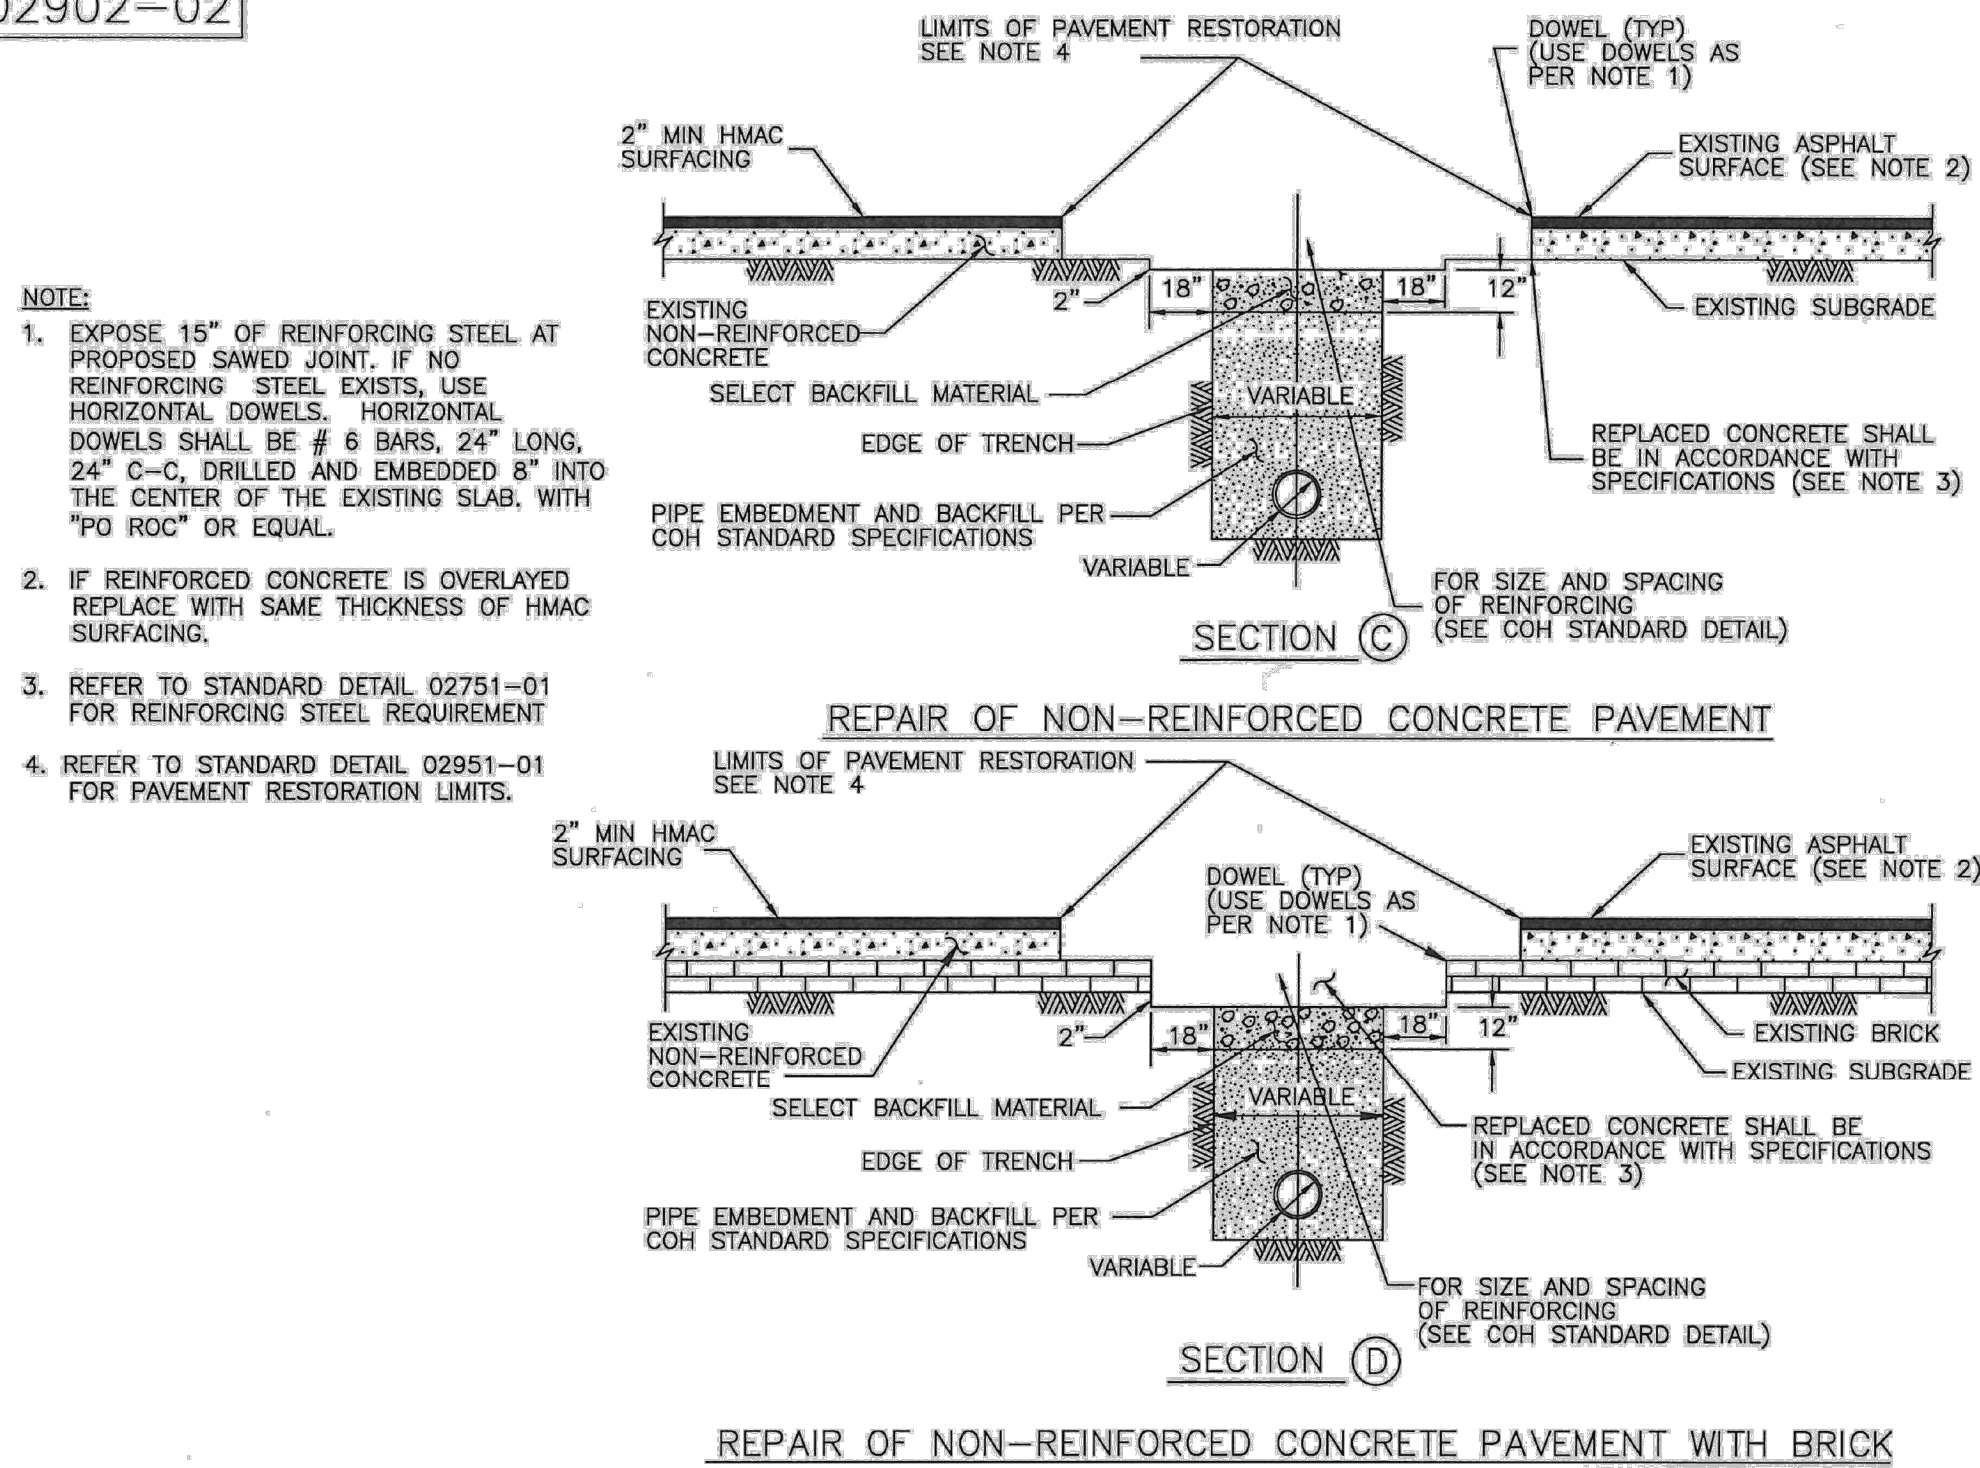 02902-02
NOTE:
1. EXPOSE 15" OF REINFORCING STEEL AT
PROPOSED SAWED JOINT. IF NO
REINFORCING STEEL EXISTS, USE
HORIZONTAL DOWELS. HORIZONTAL
DOWELS SHALL BE # 6 BARS, 24" LONG,
24" C-C, DRILLED AND EMBEDDED 8" INTO
THE CENTER OF THE EXISTING SLAB, WITH
"PO ROC" OR EQUAL.
2. IF REINFORCED CONCRETE IS OVERLAYED
REPLACE WITH SAME THICKNESS OF HMAC
SURFACING.
3. REFER TO STANDARD DETAIL 02751-01
FOR REINFORCING STEEL REQUIREMENT
4. REFER TO STANDARD DETAIL 02951-01
FOR PAVEMENT RESTORATION LIMITS.
LIMITS OF PAVEMENT RESTORATION
SEE NOTE 4
DOWEL (TYP)
(USE DOWELS AS
PER NOTE 1)
2" MIN HMAC
SURFACING
EXISTING ASPHALT
SURFACE (SEE NOTE 2)
EXISTING
NON-REINFORCED
CONCRETE
2"
18"
18"
12"
EXISTING SUBGRADE
SELECT BACKFILL MATERIAL
VARIABLE
EDGE OF TRENCH
REPLACED CONCRETE SHALL
BE IN ACCORDANCE WITH
SPECIFICATIONS (SEE NOTE 3)
PIPE EMBEDMENT AND BACKFILL PER
COH STANDARD SPECIFICATIONS
VARIABLE
FOR SIZE AND SPACING
OF REINFORCING
(SEE COH STANDARD DETAIL)
SECTION C
REPAIR OF NON-REINFORCED CONCRETE PAVEMENT
LIMITS OF PAVEMENT RESTORATION
SEE NOTE 4
2" MIN HMAC
SURFACING
EXISTING ASPHALT
SURFACE (SEE NOTE 2)
DOWEL (TYP)
(USE DOWELS AS
PER NOTE 1)
EXISTING
NON-REINFORCED
CONCRETE
2"
18"
18"
12"
EXISTING BRICK
EXISTING SUBGRADE
SELECT BACKFILL MATERIAL
VARIABLE
REPLACED CONCRETE SHALL BE
IN ACCORDANCE WITH SPECIFICATIONS
(SEE NOTE 3)
EDGE OF TRENCH
PIPE EMBEDMENT AND BACKFILL PER
COH STANDARD SPECIFICATIONS
VARIABLE
FOR SIZE AND SPACING
OF REINFORCING
(SEE COH STANDARD DETAIL)
SECTION D
REPAIR OF NON-REINFORCED CONCRETE PAVEMENT WITH BRICK